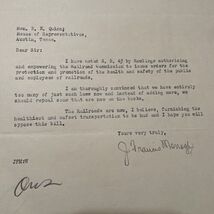 Hon. R. K.
House of Representatives,
Austin, Texas.
Dear Sir:
I have noted S. B. 43 by Rawlings authorizing
and empowering the Railroad Commission to issue orders for the
protection and promotion of the health and safety of the public
and employees of railroads.
I am thoroughly convinced that we have entirely
too many of just such laws now and instead of adding more, we
should repeal some that are now on the books.
The Railroads are now, I believe, furnishing the
healthiest and safest transportation to be had and I hope you
will oppose this bill.
Yours very truly,
J.